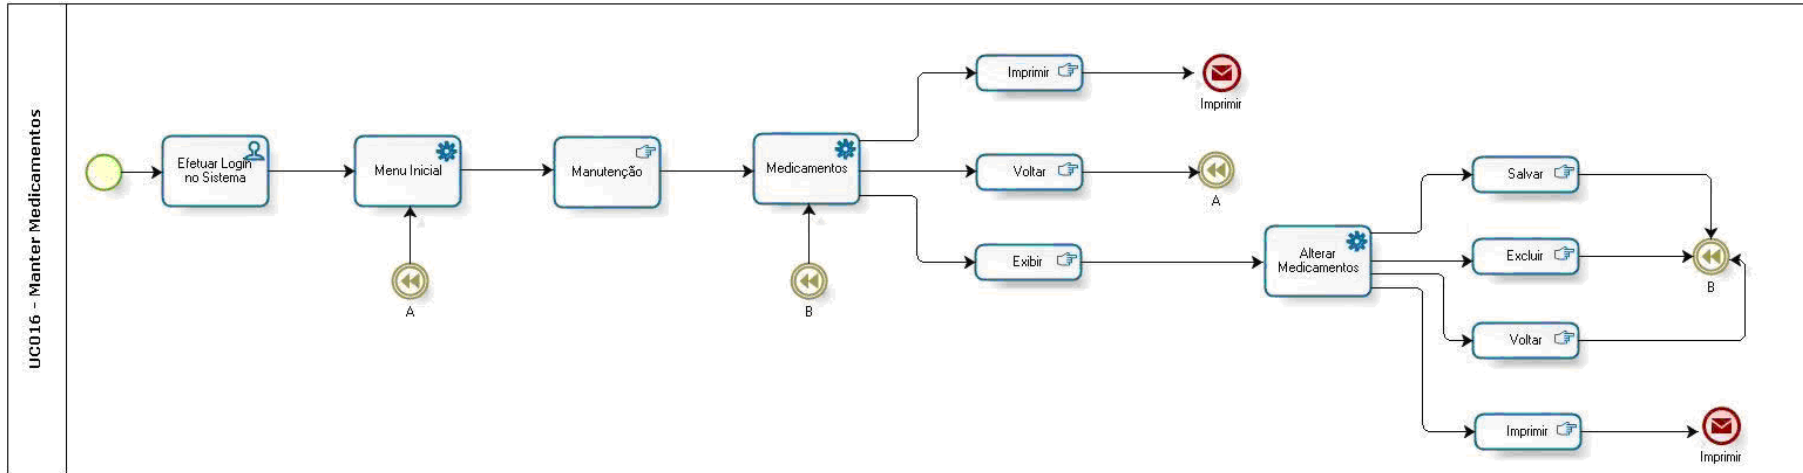 UC016 - Manter Medicamentos
Efetuar Login
no Sistema
Menu Inicial
A
Manutenção
Medicamentos
B
Imprimir
Imprimir
Voltar
A
Exibir
Alterar
Medicamentos
Salvar
Excluir
B
Voltar
Imprimir
Imprimir